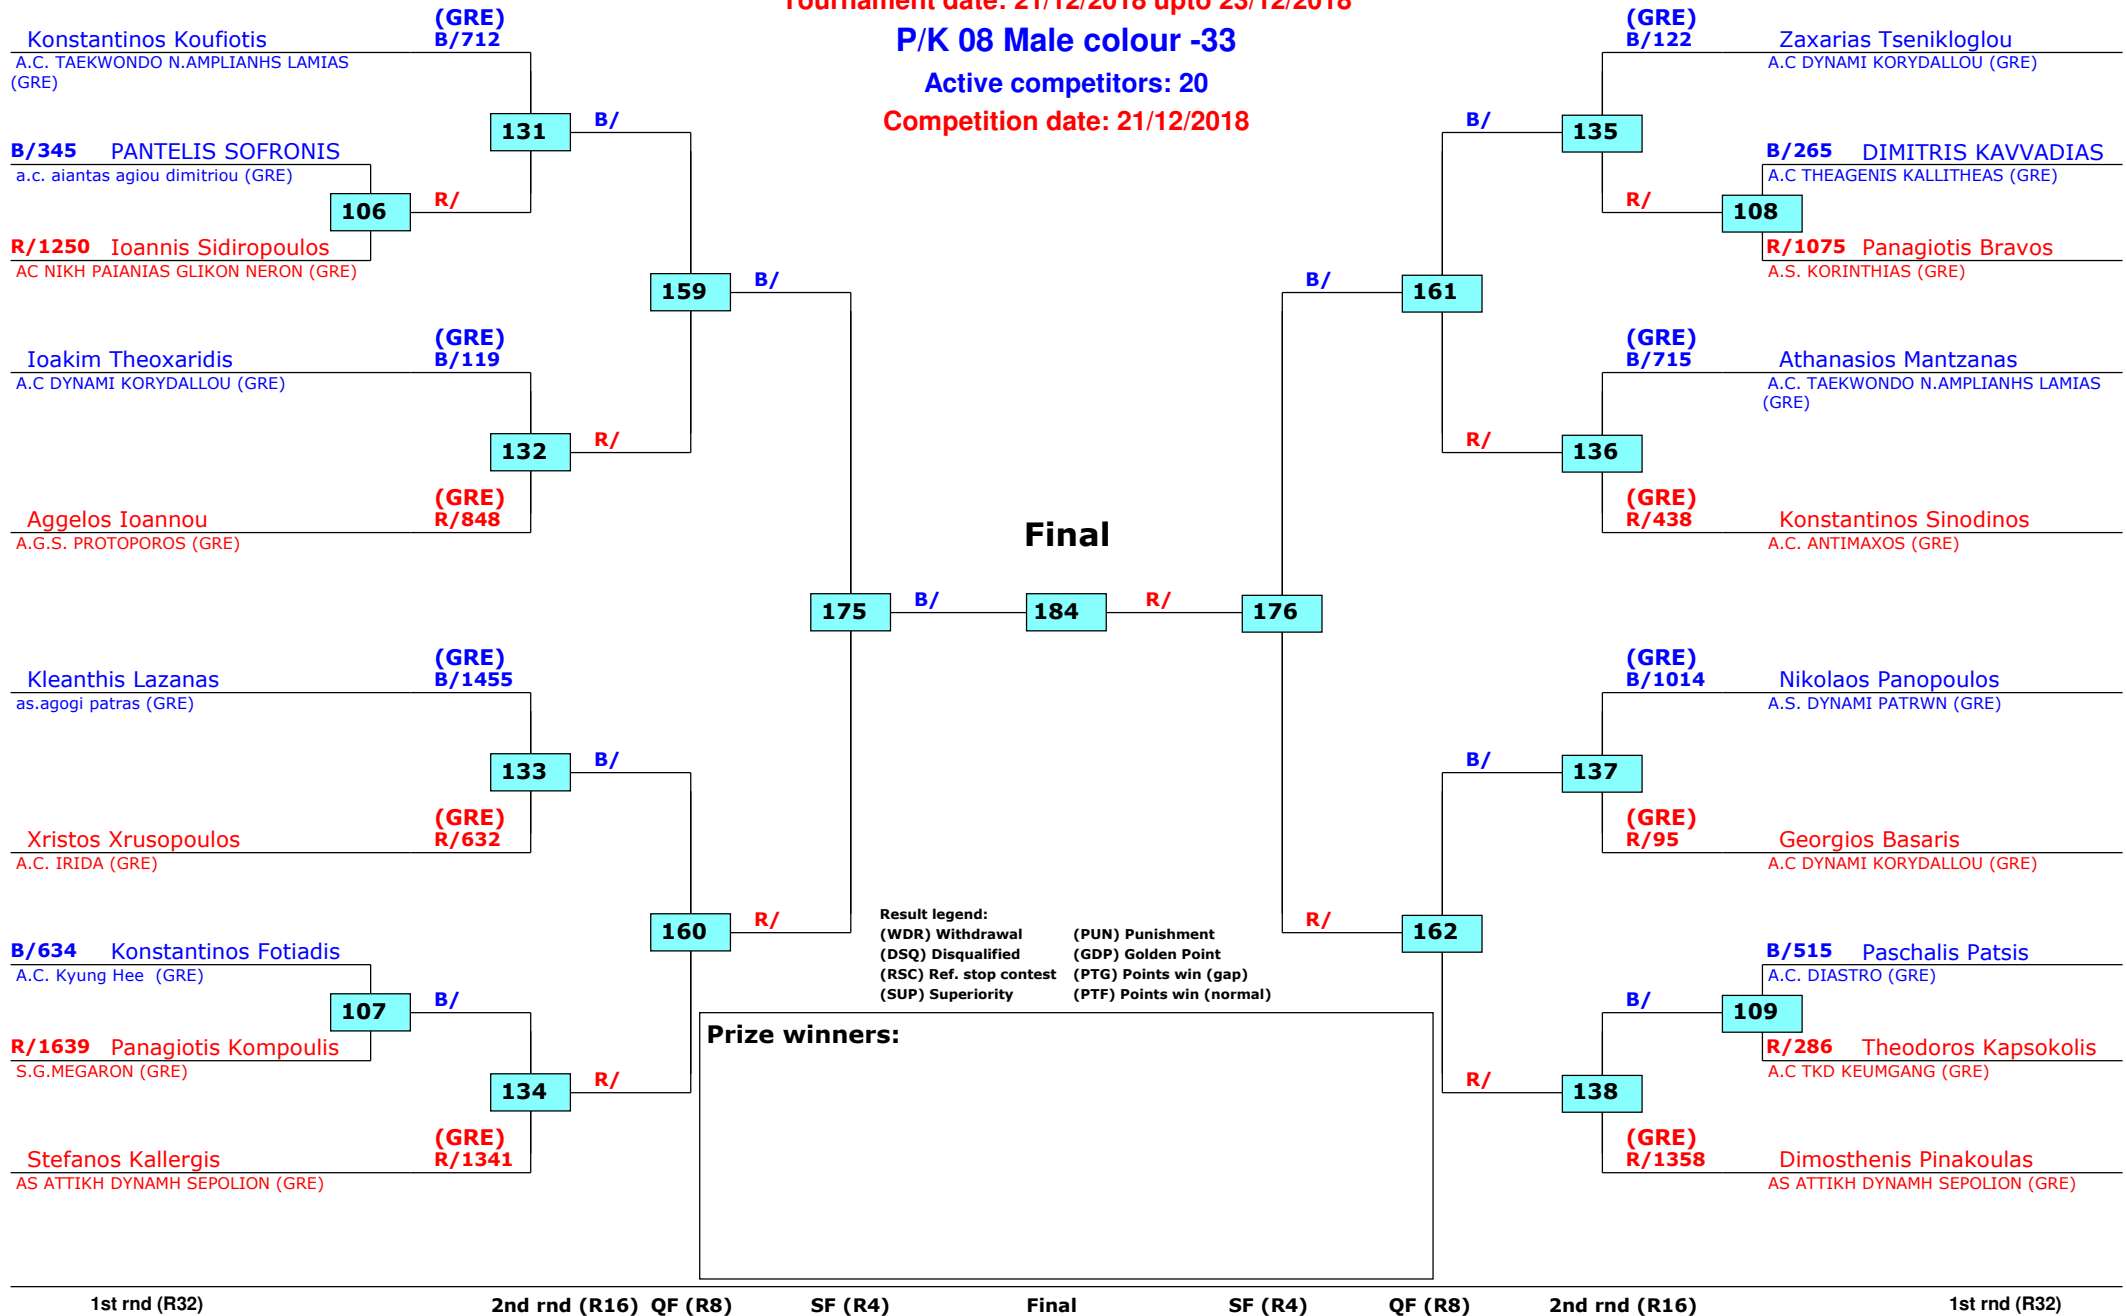 Tournament date: 21/12/2018 upto 23/12/2018
P/K 08 Male colour -33
Active competitors: 20
Competition date: 21/12/2018
(GRE)
Konstantinos Koufiotis B/712
A.C. TAEKWONDO N.AMPLIANHS LAMIAS
(GRE)
131 B/
B/345 PANTELIS SOFRONIS
a.c. aiantas agiou dimitriou (GRE)
106 R/
R/1250 Ioannis Sidiropoulos
AC NIKH PAIANIAS GLIKON NERON (GRE)
159 B/
(GRE)
Ioakim Theoxaridis B/119
A.C DYNAMI KORYDALLOU (GRE)
132 R/
(GRE)
Aggelos Ioannou R/848
A.G.S. PROTOPOROS (GRE)
Final
175 B/ 184 R/ 176
(GRE)
Kleanthis Lazanas B/1455
as.agogi patras (GRE)
133 B/
(GRE)
Xristos Xrusopoulos R/632
A.C. IRIDA (GRE)
160 R/
B/634 Konstantinos Fotiadis
A.C. Kyung Hee (GRE)
107 B/
R/1639 Panagiotis Kompoulis
S.G.MEGARON (GRE)
134 R/
(GRE)
Stefanos Kallergis R/1341
AS ATTIKH DYNAMH SEPOLION (GRE)
(GRE)
B/122 Zaxarias Tsenikloglou
A.C DYNAMI KORYDALLOU (GRE)
B/ 135
B/265 DIMITRIS KAVVADIAS
A.C THEAGENIS KALLITHEAS (GRE)
R/ 108
R/1075 Panagiotis Bravos
A.S. KORINTHIAS (GRE)
B/ 161
(GRE)
B/715 Athanasios Mantzanas
A.C. TAEKWONDO N.AMPLIANHS LAMIAS
(GRE)
R/ 136
(GRE)
R/438 Konstantinos Sinodinos
A.C. ANTIMAXOS (GRE)
(GRE)
B/1014 Nikolaos Panopoulos
A.S. DYNAMI PATRWN (GRE)
B/ 137
(GRE)
R/95 Georgios Basaris
A.C DYNAMI KORYDALLOU (GRE)
R/ 162
B/515 Paschalis Patsis
A.C. DIASTRO (GRE)
B/ 109
R/286 Theodoros Kapsokolis
A.C TKD KEUMGANG (GRE)
R/ 138
(GRE)
R/1358 Dimosthenis Pinakoulas
AS ATTIKH DYNAMH SEPOLION (GRE)
Result legend:
(WDR) Withdrawal (PUN) Punishment
(DSQ) Disqualified (GDP) Golden Point
(RSC) Ref. stop contest (PTG) Points win (gap)
(SUP) Superiority (PTF) Points win (normal)
Prize winners:
1st rnd (R32) 2nd rnd (R16) QF (R8) SF (R4) Final SF (R4) QF (R8) 2nd rnd (R16) 1st rnd (R32)